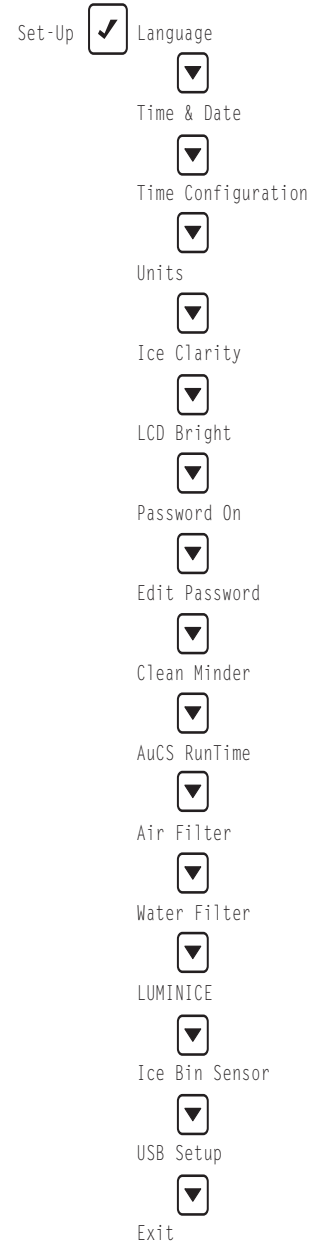 Set-Up Language
Time & Date
Time Configuration
Units
Ice Clarity
LCD Bright
Password On
Edit Password
Clean Minder
AuCS RunTime
Air Filter
Water Filter
LUMINICE
Ice Bin Sensor
USB Setup
Exit